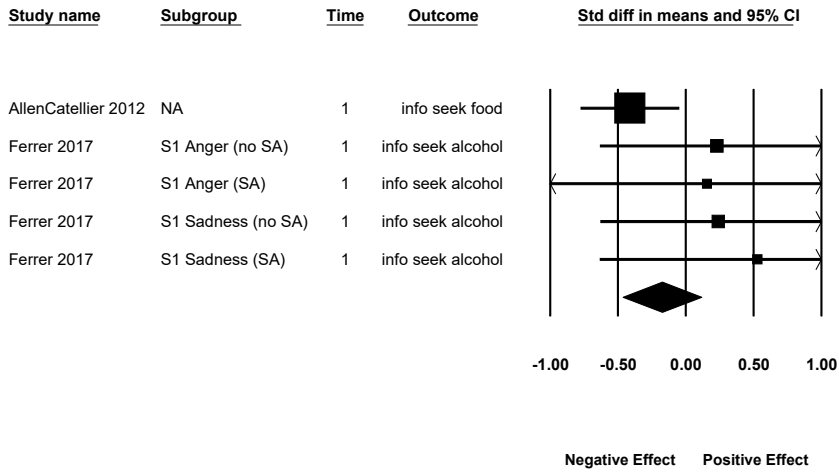 Study name Subgroup Time Outcome Std diff in means and 95% CI
AllenCatellier 2012 NA 1 info seek food
Ferrer 2017 S1 Anger (no SA) 1 info seek alcohol
Ferrer 2017 S1 Anger (SA) 1 info seek alcohol
Ferrer 2017 S1 Sadness (no SA) 1 info seek alcohol
Ferrer 2017 S1 Sadness (SA) 1 info seek alcohol
-1.00 -0.50 0.00 0.50 1.00
Negative Effect Positive Effect